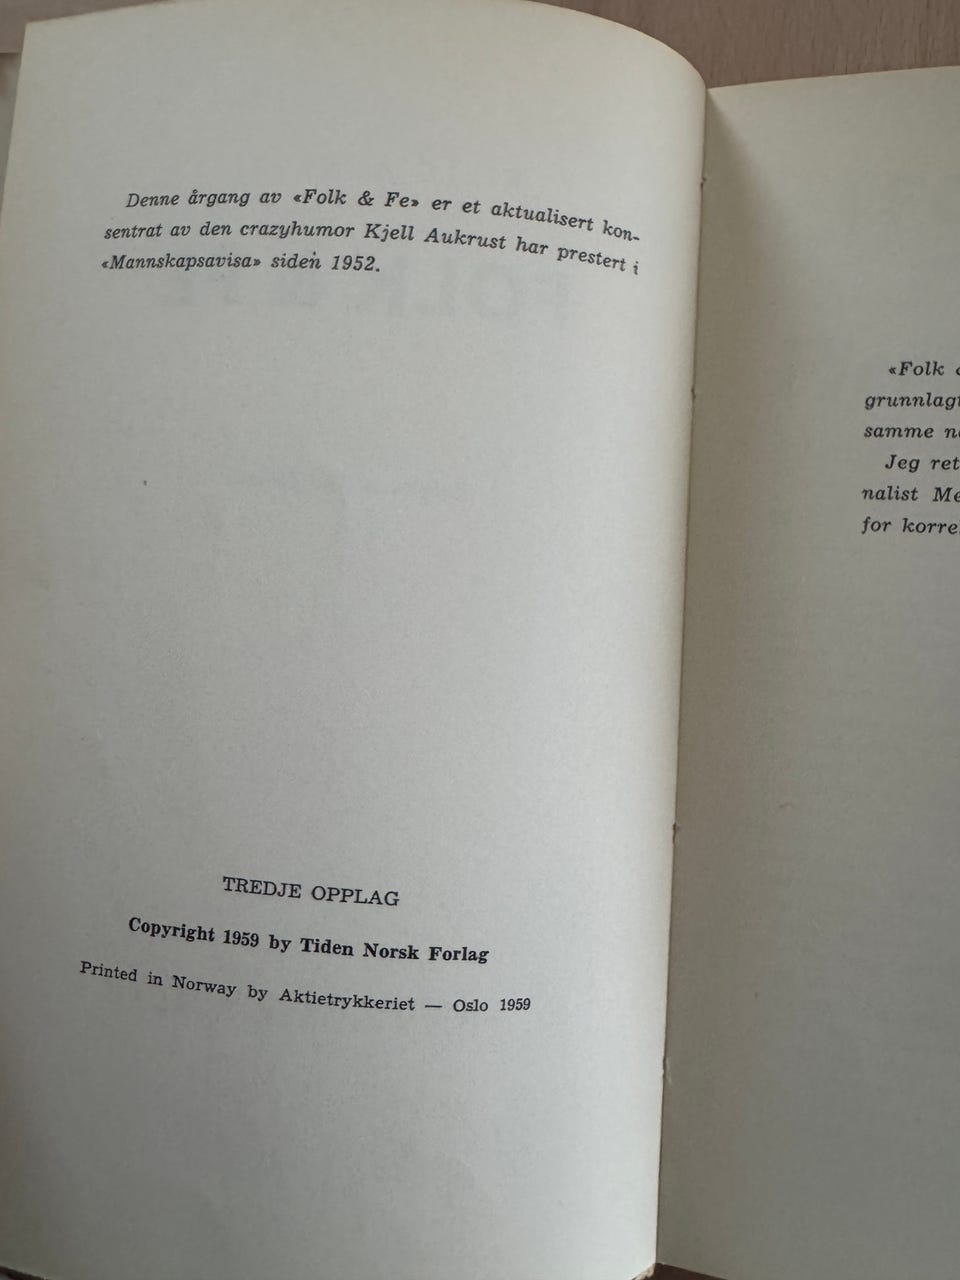 Denne årgang av «Folk & Fe» er et aktualisert kon-
sentrat av den crazyhumor Kjell Aukrust har prestert i
«Mannskapsavisa» siden 1952.
TREDJE OPPLAG
Copyright 1959 by Tiden Norsk Forlag
Printed in Norway by Aktietrykkeriet — Oslo 1959
«Folk
grunnlagt
samme
Jeg ret
nalist Me
for korre